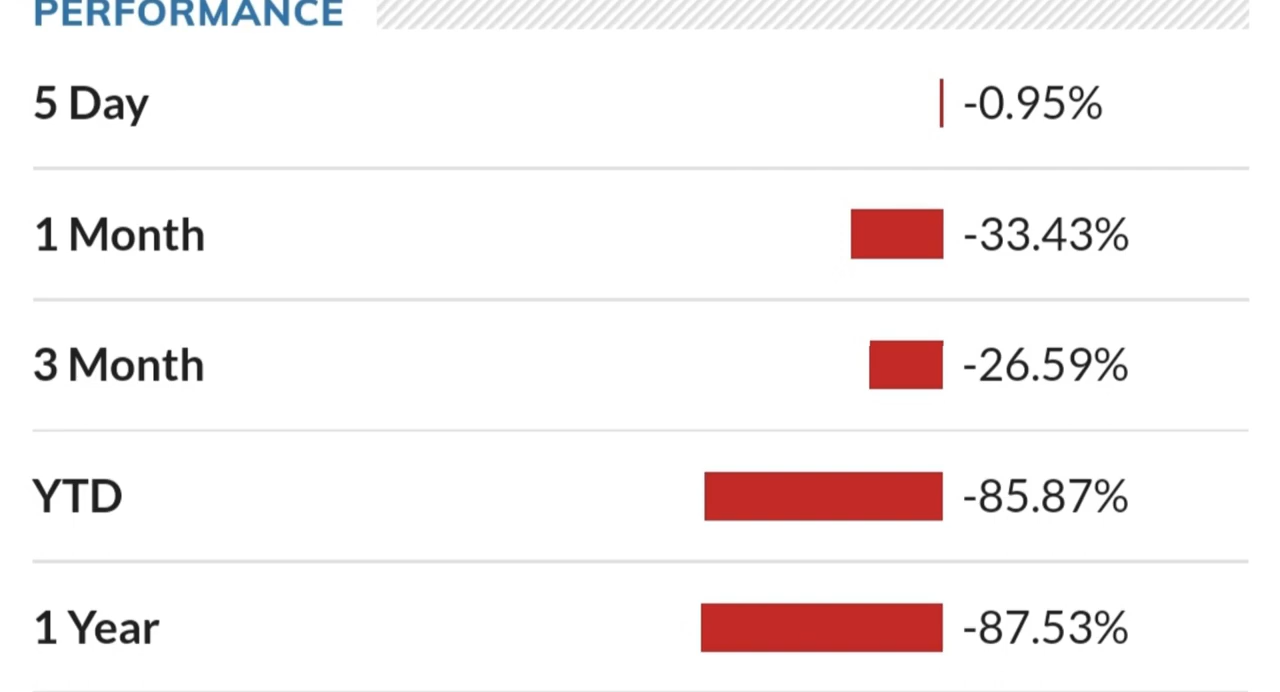 PERFORMANCE
5 Day -0.95%
1 Month -33.43%
3 Month -26.59%
YTD -85.87%
1 Year -87.53%